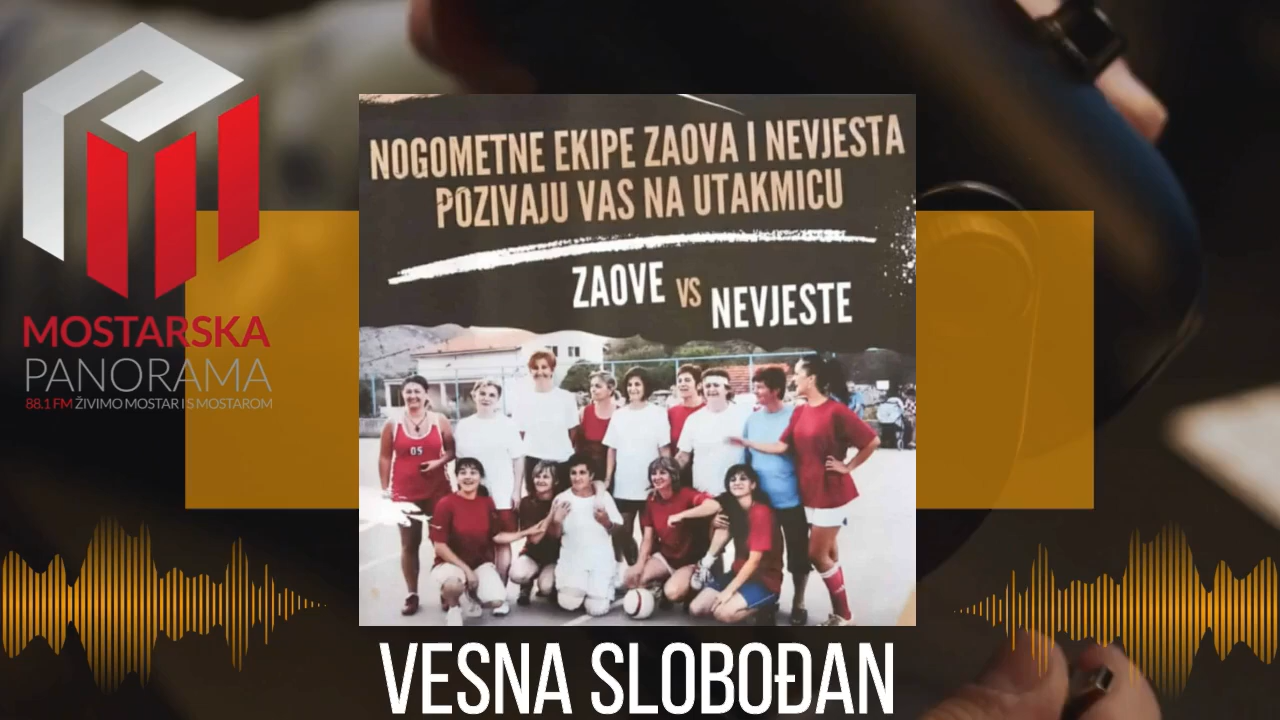 MOSTARSKA
PANORAMA
88.1 FM ŽIVIMO MOSTAR I S MOSTAROM
NOGOMETNE EKIPE ZAOVA I NEVJESTA
POZIVAJU VAS NA UTAKMICU
ZAOVE VS NEVJESTE
05
VESNA SLOBOĐAN